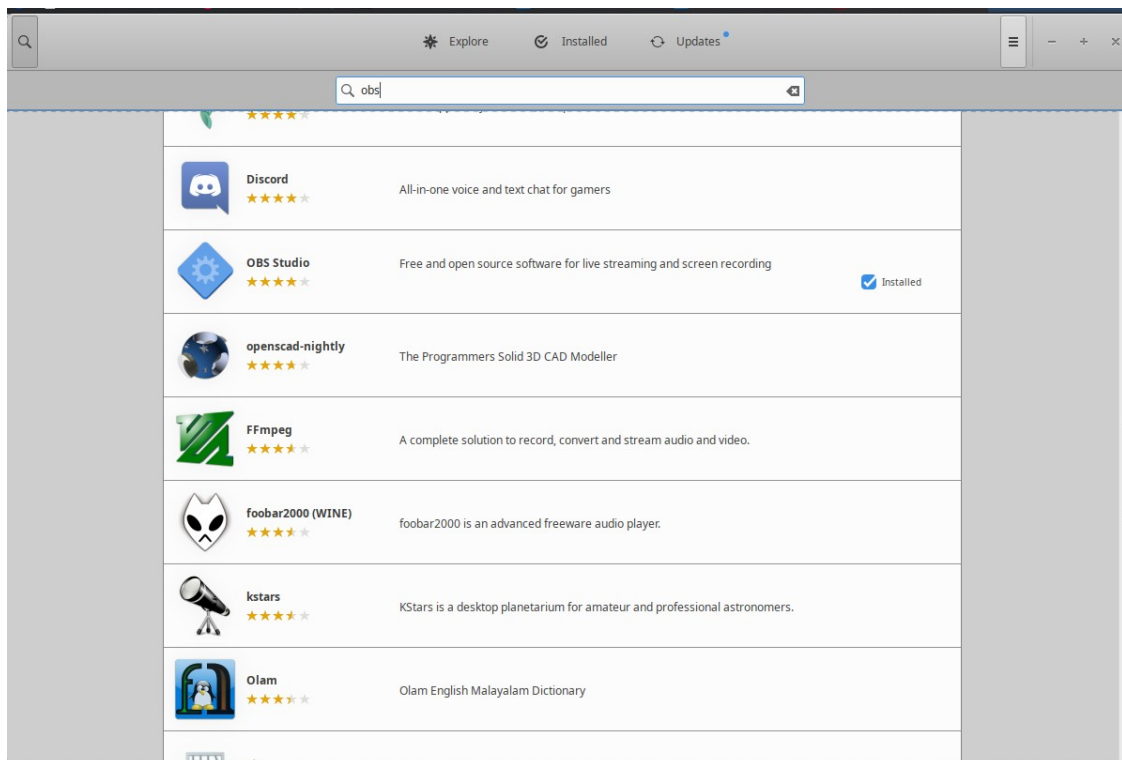 Explore Installed Updates
obs
Discord
All-in-one voice and text chat for gamers
OBS Studio
Free and open source software for live streaming and screen recording
Installed
openscad-nightly
The Programmers Solid 3D CAD Modeller
FFmpeg
A complete solution to record, convert and stream audio and video.
foobar2000 (WINE)
foobar2000 is an advanced freeware audio player.
kstars
KStars is a desktop planetarium for amateur and professional astronomers.
Olam
Olam English Malayalam Dictionary